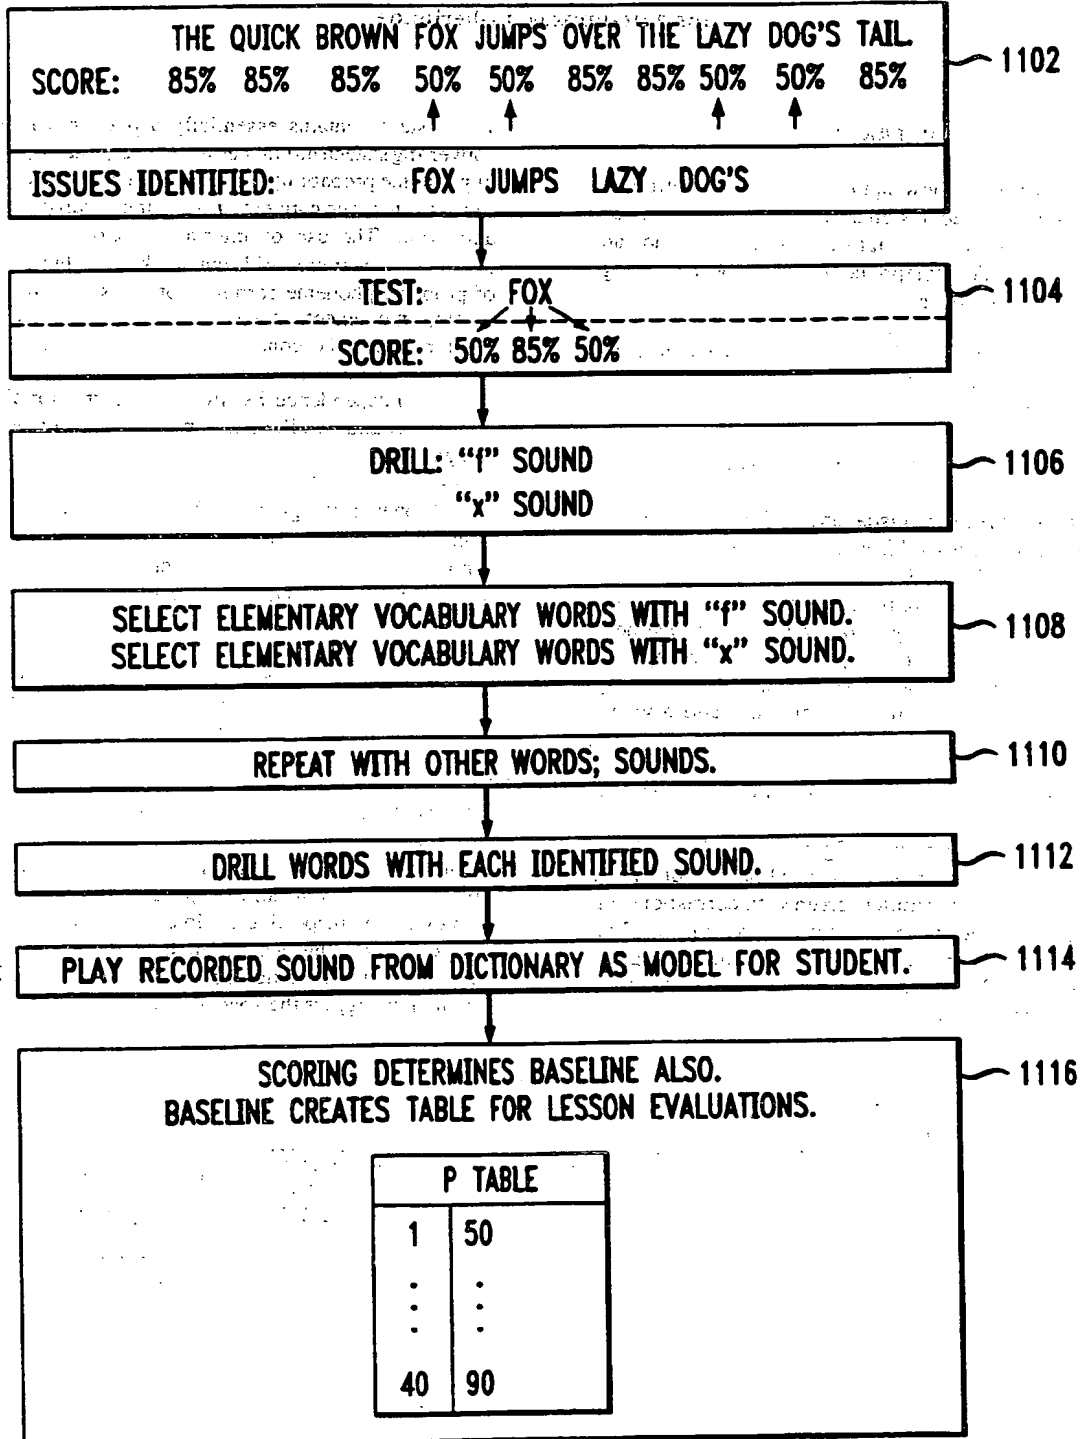 THE QUICK BROWN FOX JUMPS OVER THE LAZY DOG'S TAIL.
SCORE: 85% 85% 85% 50% 50% 85% 85% 50% 50% 85%
1102
ISSUES IDENTIFIED: FOX JUMPS LAZY DOG'S
TEST: FOX
1104
SCORE: 50% 85% 50%
DRILL: “f” SOUND
1106
“x” SOUND
SELECT ELEMENTARY VOCABULARY WORDS WITH “f” SOUND.
1108
SELECT ELEMENTARY VOCABULARY WORDS WITH “x” SOUND.
REPEAT WITH OTHER WORDS; SOUNDS.
1110
DRILL WORDS WITH EACH IDENTIFIED SOUND.
1112
PLAY RECORDED SOUND FROM DICTIONARY AS MODEL FOR STUDENT.
1114
SCORING DETERMINES BASELINE ALSO.
1116
BASELINE CREATES TABLE FOR LESSON EVALUATIONS.
P TABLE
1 50
. .
. .
. .
40 90